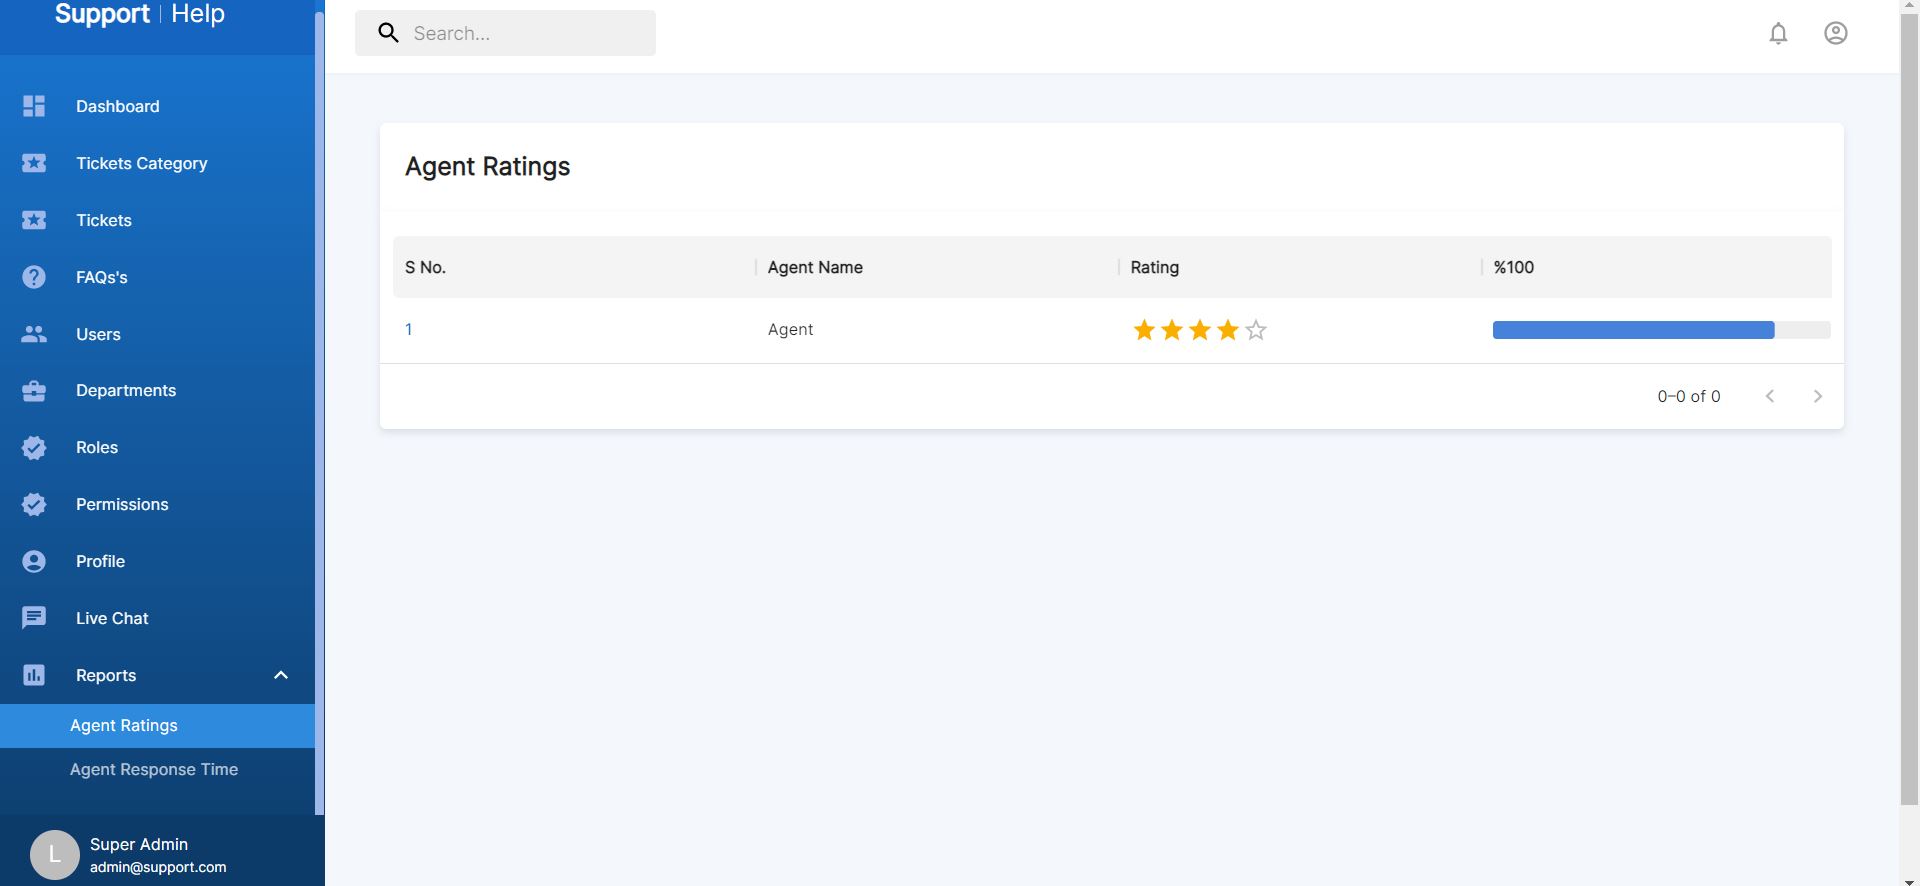 Support | Help
Search...
Dashboard
Tickets Category
Tickets
FAQs's
Users
Departments
Roles
Permissions
Profile
Live Chat
Reports
Agent Ratings
Agent Response Time
L
Super Admin
admin@support.com
Agent Ratings
S No. Agent Name Rating %100
1 Agent
0–0 of 0